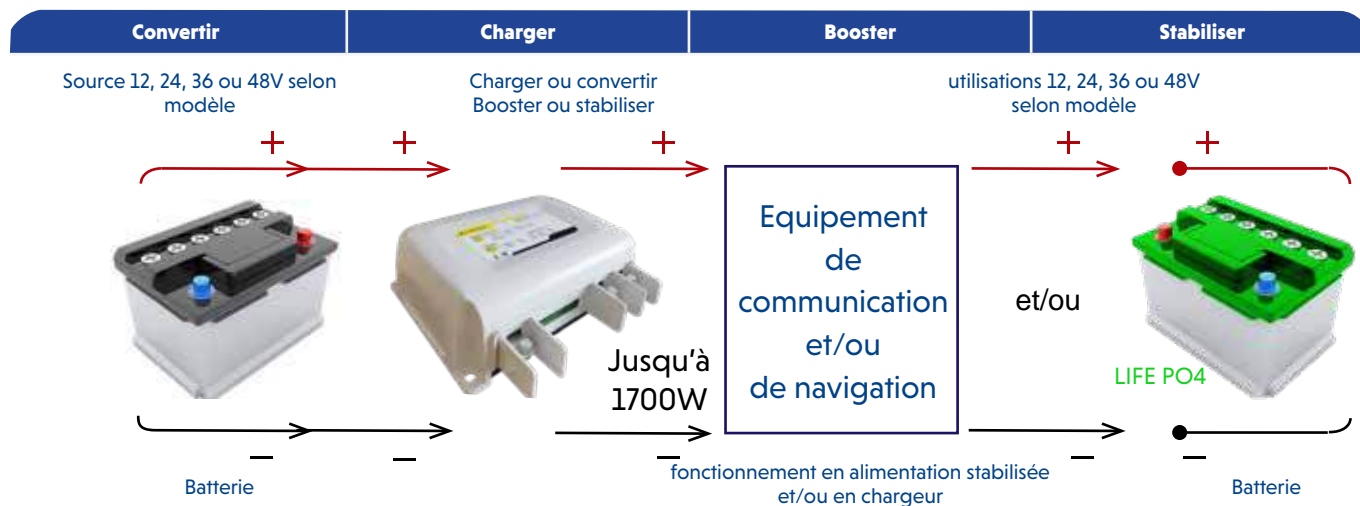 Convertir
Charger
Booster
Stabiliser
Source 12, 24, 36 ou 48V selon
modèle
Charger ou convertir
Booster ou stabiliser
utilisations 12, 24, 36 ou 48V
selon modèle
+
+
+
+
+
Equipement
de
communication
et/ou
de navigation
et/ou
Jusqu'à
1700W
LIFE PO4
–
–
–
–
–
Batterie
fonctionnement en alimentation stabilisée
et/ou en chargeur
Batterie